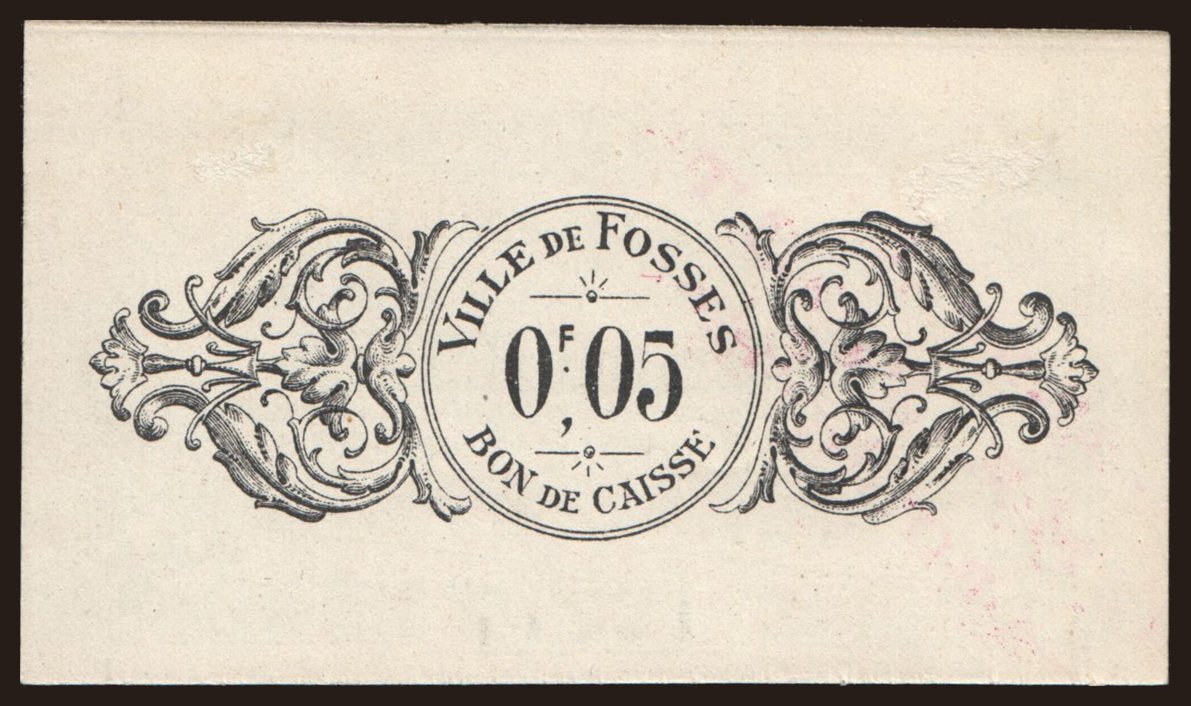 VILLE DE FOSSES
0F,05
BON DE CAISSE